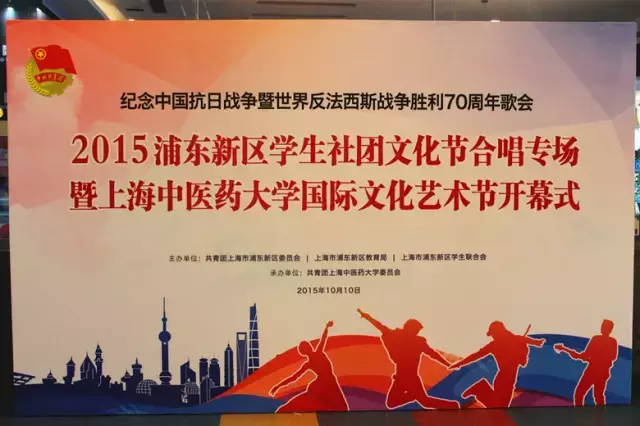 纪念中国抗日战争暨世界反法西斯战争胜利70周年歌会
2015浦东新区学生社团文化节合唱专场
暨上海中医药大学国际文化艺术节开幕式
主办单位：共青团上海市浦东新区委员会 | 上海市浦东新区教育局 | 上海市浦东新区学生联合会
承办单位：共青团上海中医药大学委员会
2015年10月10日